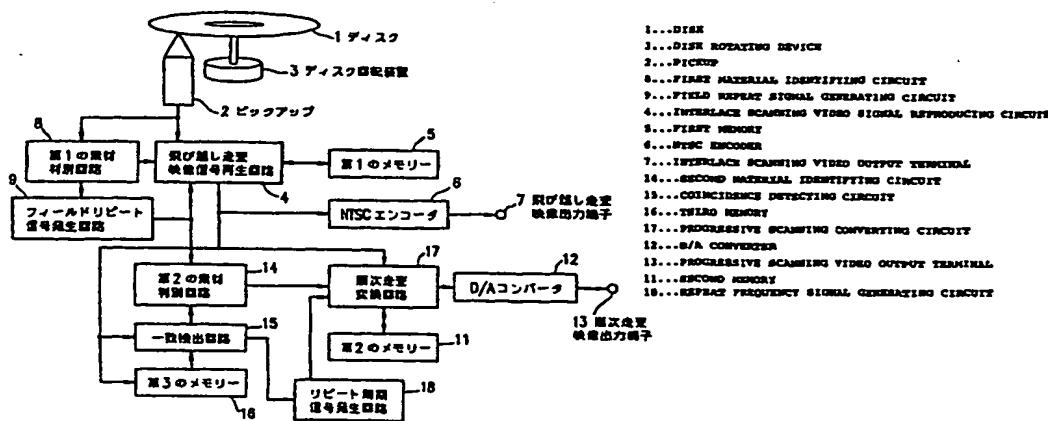 1 ディスク
3 ディスク回転装置
2 ピックアップ
8
第1の素材
判別回路
飛び越し走査
映像信号再生回路
4
5
第1のメモリー
9
フィールドリピート
信号発生回路
6
NTSCエンコーダ
7 飛び越し走査
映像出力端子
14
第2の素材
判別回路
17
順次走査
変換回路
12
D/Aコンバータ
13 順次走査
映像出力端子
15
一致検出回路
11
第2のメモリー
16
第3のメモリー
18
リピート周期
信号発生回路
1...DISK
3...DISK ROTATING DEVICE
2...PICKUP
8...FIRST MATERIAL IDENTIFYING CIRCUIT
9...FIELD REPEAT SIGNAL GENERATING CIRCUIT
4...INTERLACE SCANNING VIDEO SIGNAL REPRODUCING CIRCUIT
5...FIRST MEMORY
6...NTSC ENCODER
7...INTERLACE SCANNING VIDEO OUTPUT TERMINAL
14...SECOND MATERIAL IDENTIFYING CIRCUIT
15...COINCIDENCE DETECTING CIRCUIT
16...THIRD MEMORY
17...PROGRESSIVE SCANNING CONVERTING CIRCUIT
12...D/A CONVERTER
13...PROGRESSIVE SCANNING VIDEO OUTPUT TERMINAL
11...SECOND MEMORY
18...REPEAT FREQUENCY SIGNAL GENERATING CIRCUIT